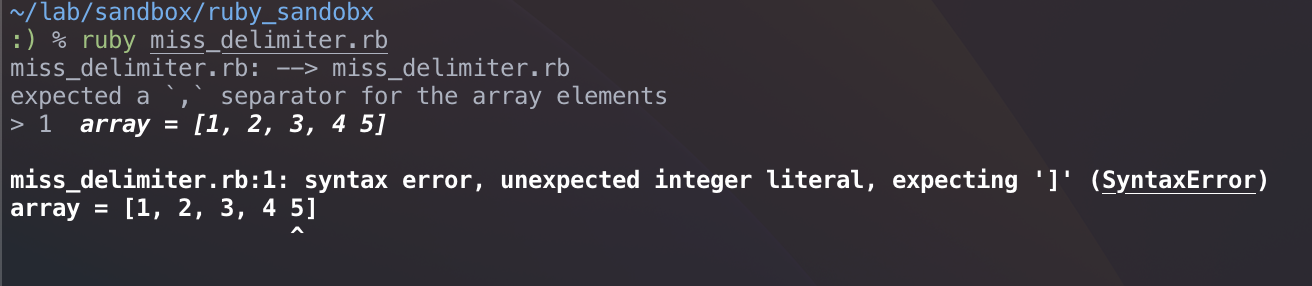 ~/lab/sandbox/ruby_sandobx
:) % ruby miss_delimiter.rb
miss_delimiter.rb: --> miss_delimiter.rb
expected a `,` separator for the array elements
> 1  array = [1, 2, 3, 4 5]
miss_delimiter.rb:1: syntax error, unexpected integer literal, expecting ']' (SyntaxError)
array = [1, 2, 3, 4 5]
                    ^